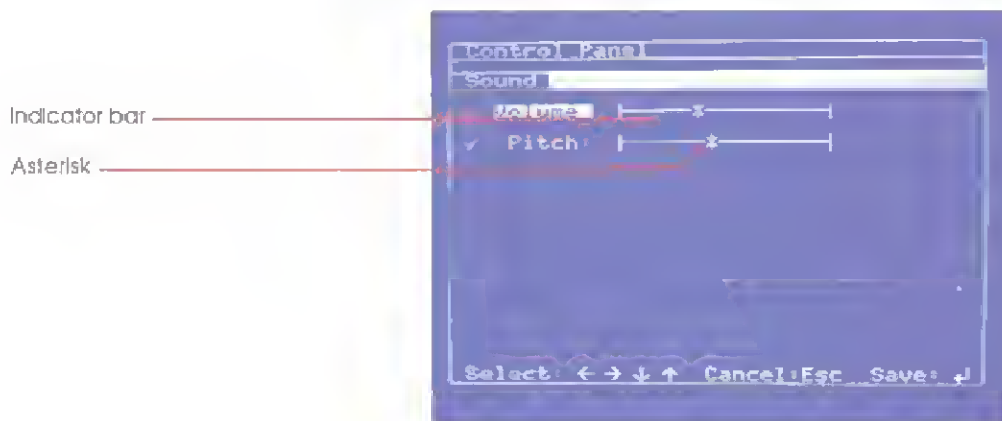 Control Panel
Sound
Indicator bar
Volume
Asterisk
Pitch:
Select: ← → ↓ ↑ Cancel:Esc Save: ↵